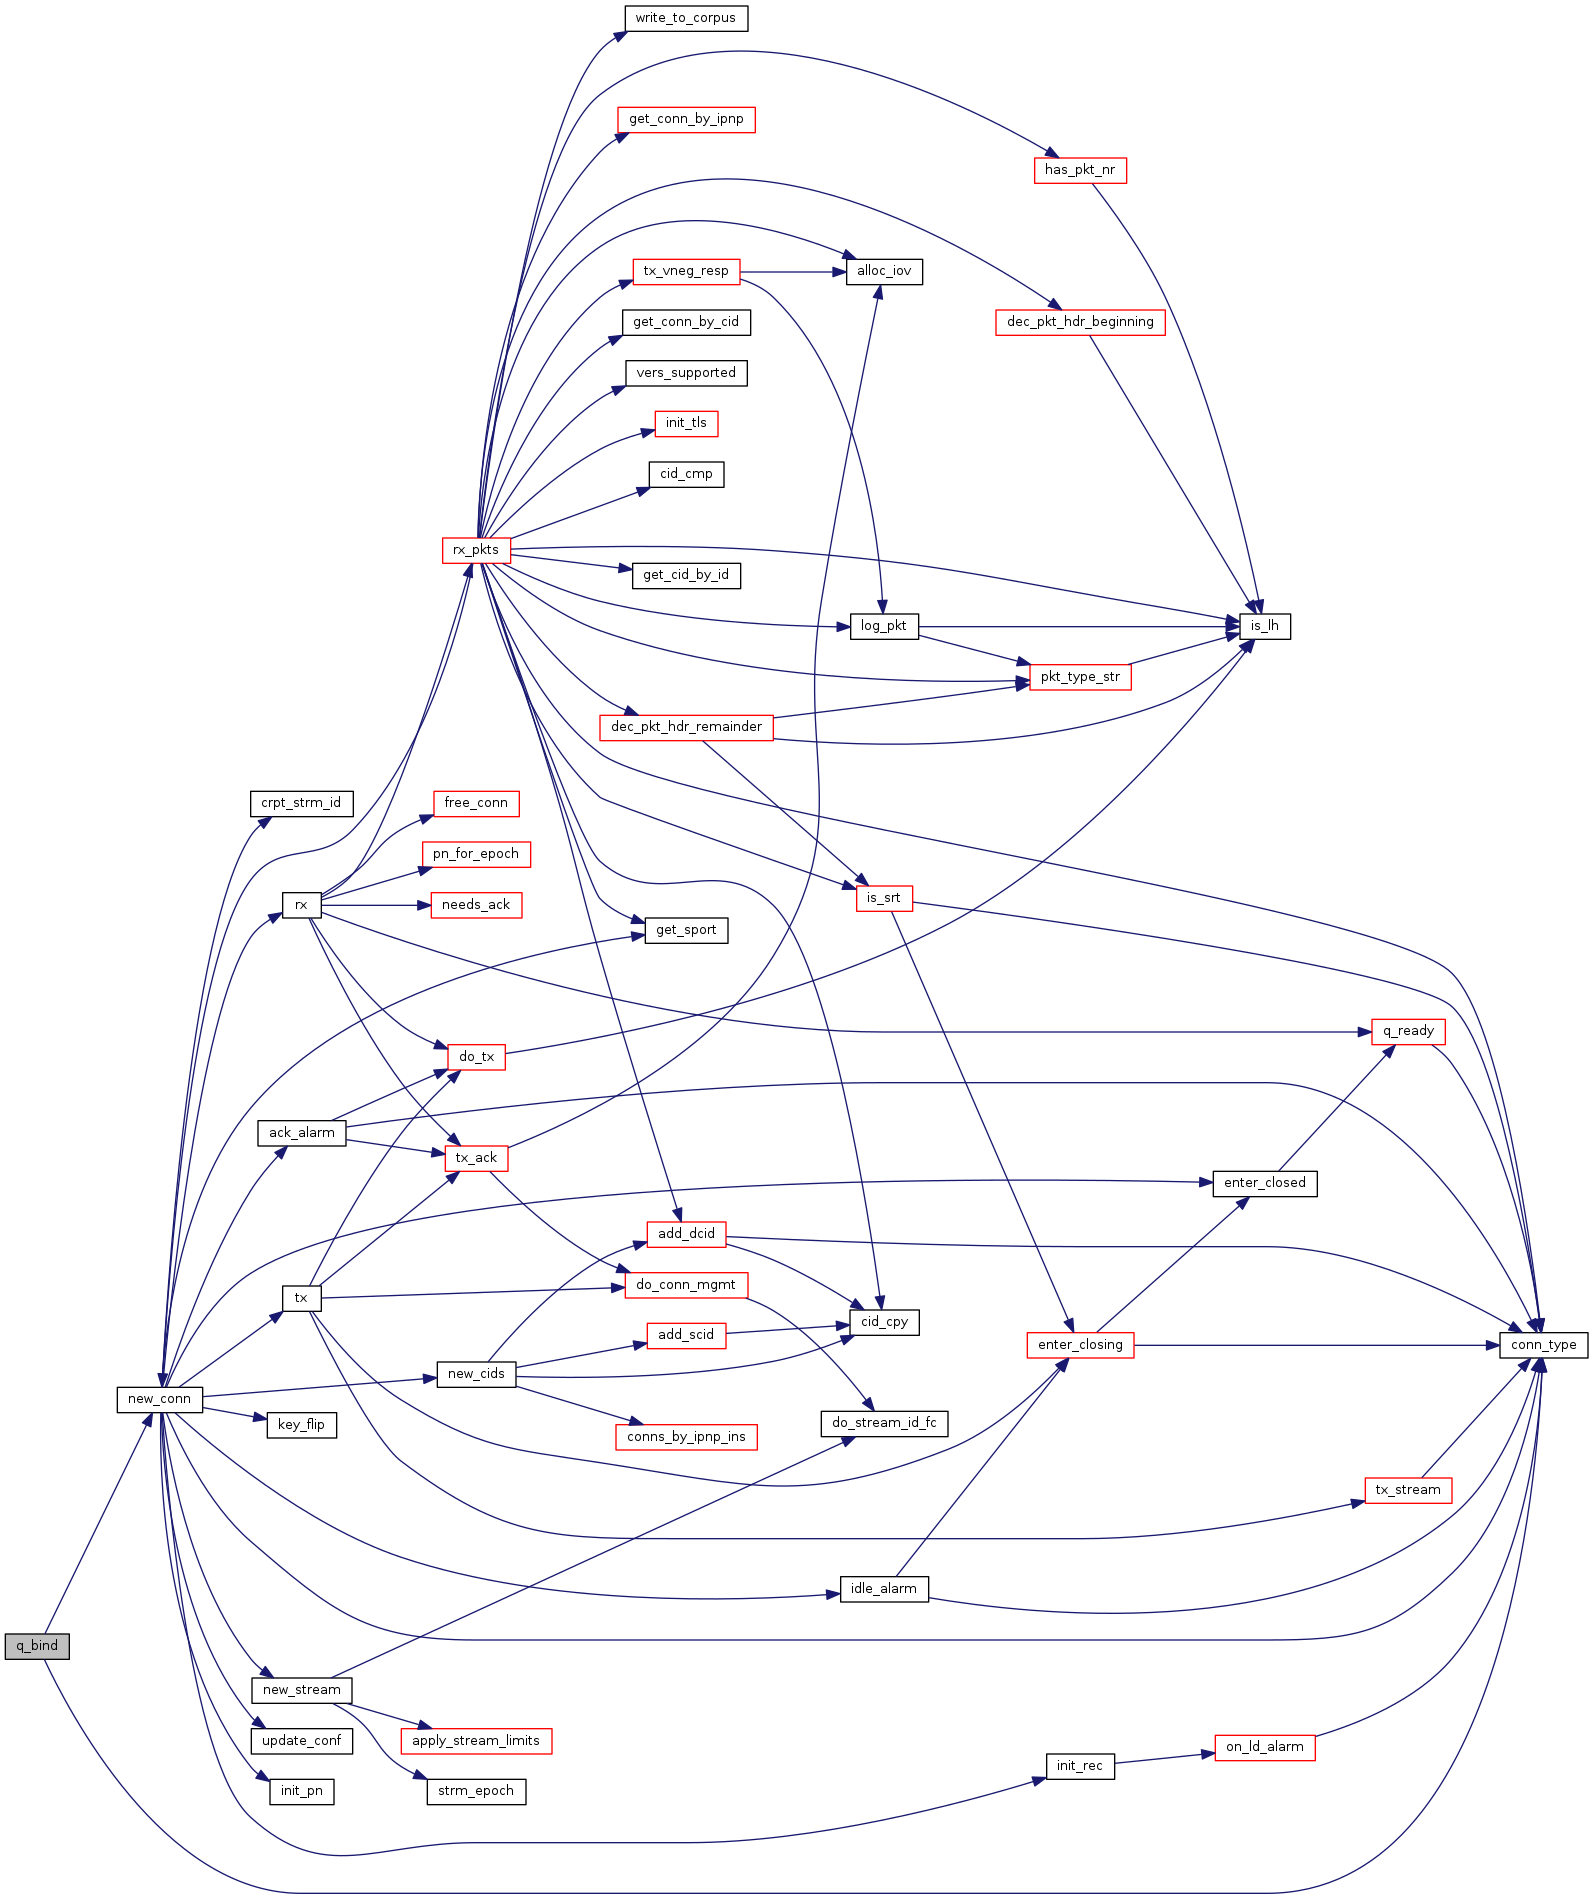 write_to_corpus
get_conn_by_ipnp
has_pkt_nr
tx_vneg_resp
alloc_iov
get_conn_by_cid
dec_pkt_hdr_beginning
vers_supported
init_tls
cid_cmp
rx_pkts
get_cid_by_id
log_pkt
is_lh
pkt_type_str
dec_pkt_hdr_remainder
crpt_strm_id
free_conn
pn_for_epoch
rx
needs_ack
is_srt
get_sport
q_ready
do_tx
ack_alarm
tx_ack
enter_closed
add_dcid
do_conn_mgmt
tx
cid_cpy
add_scid
enter_closing
conn_type
new_cids
new_conn
key_flip
do_stream_id_fc
conns_by_ipnp_ins
tx_stream
idle_alarm
q_bind
new_stream
update_conf
apply_stream_limits
on_ld_alarm
init_rec
init_pn
strm_epoch